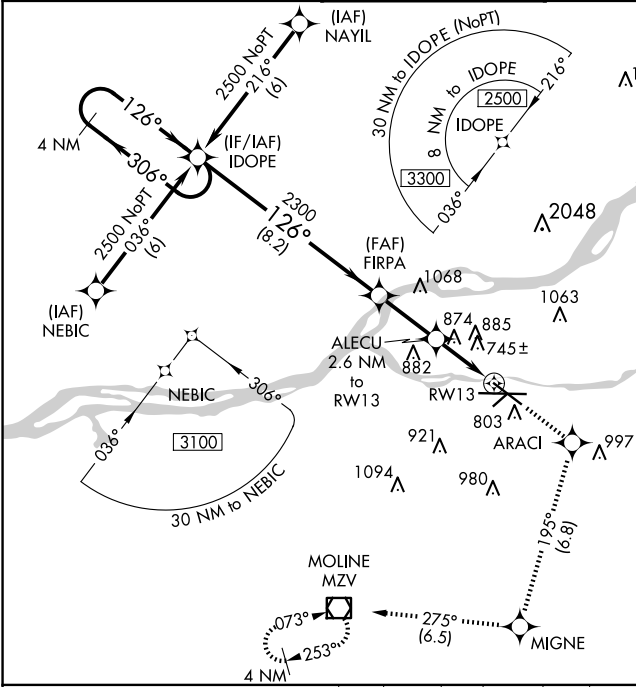 (IAF)
NAYIL
2500 NoPT
216°
(6)
30 NM to IDOPE (NoPT)
8 NM to IDOPE
2500
216°
IDOPE
3300
036°
126°
4 NM
306°
(IF/IAF)
IDOPE
2500 NoPT
036°
(6)
(IAF)
NEBIC
2300
126°
(8.2)
(FAF)
FIRPA
2048
1068
1063
874
885
745±
ALECU
2.6 NM
to
RW13
882
RW13
803
NEBIC
306°
036°
3100
30 NM to NEBIC
921
ARACI
997
1094
980
195°
(6.8)
MOLINE
MZV
073°
253°
4 NM
275°
(6.5)
MIGNE